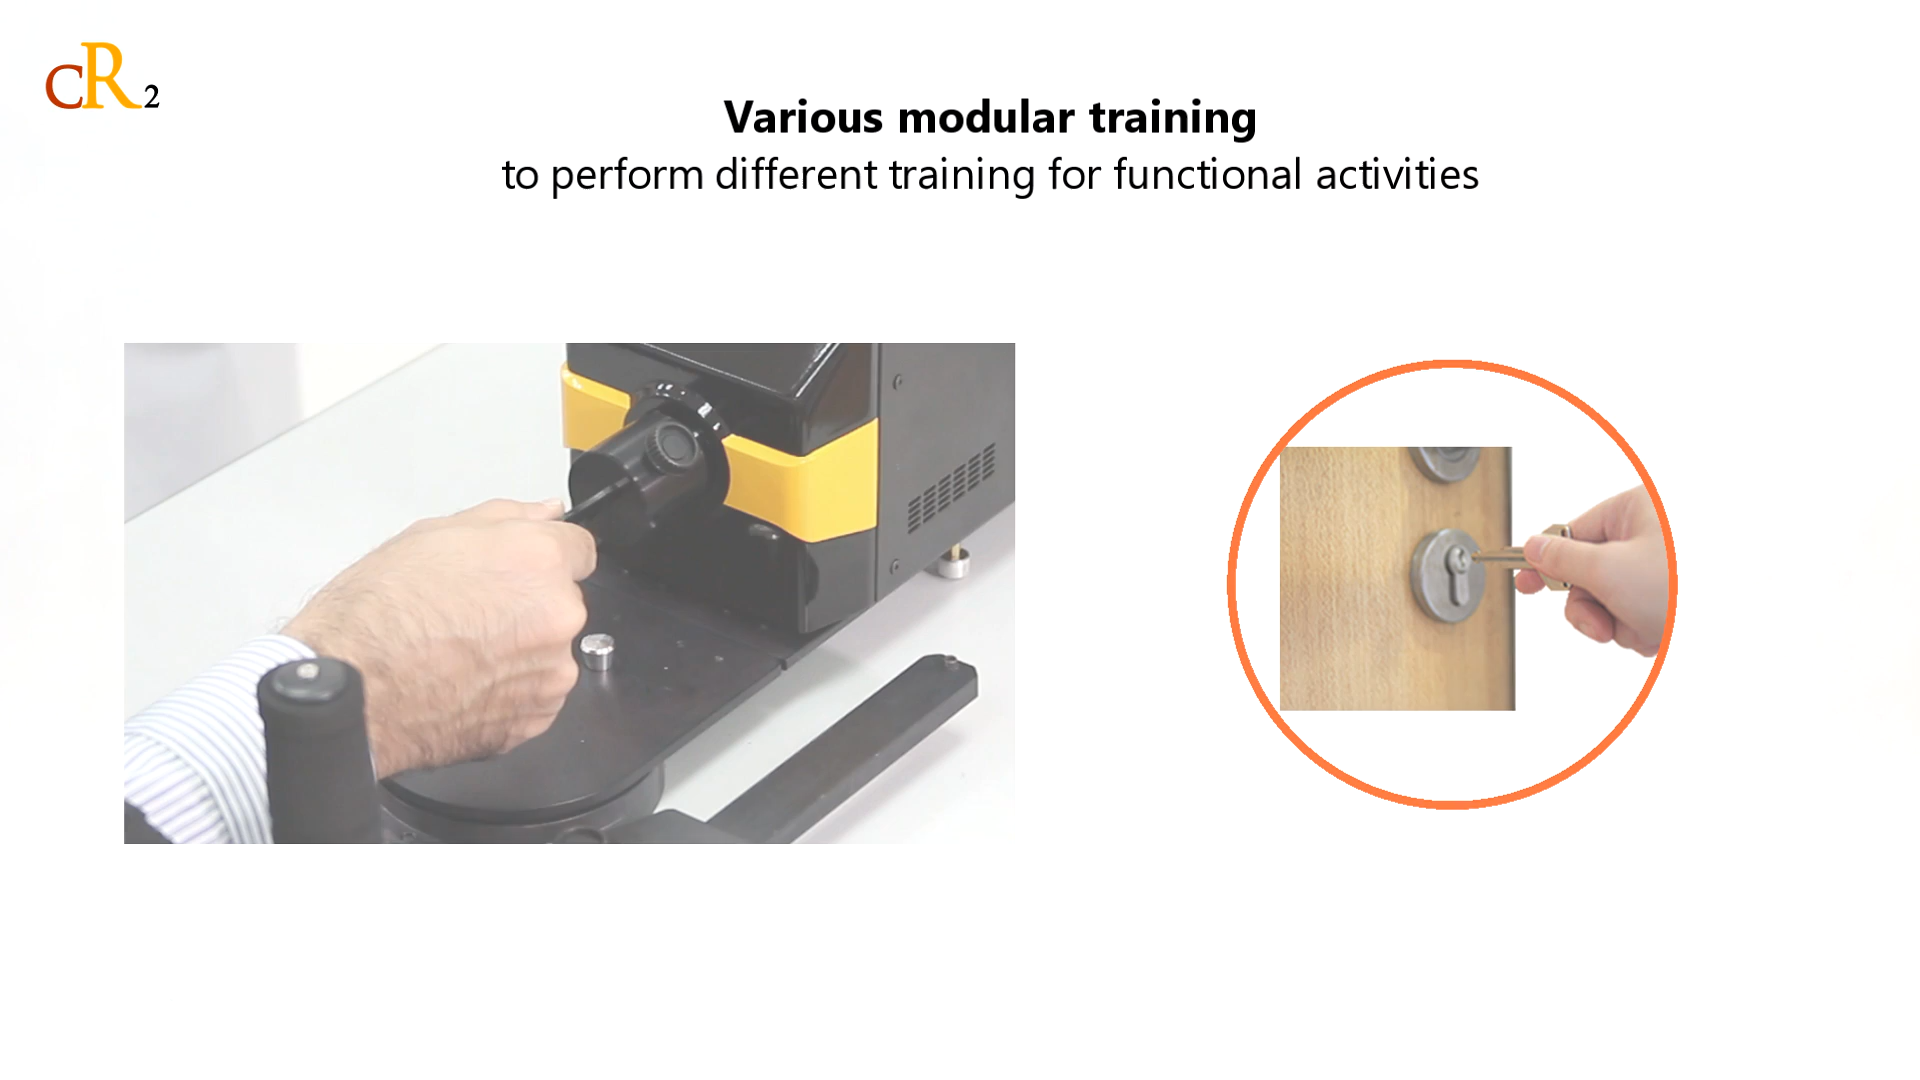 CR2
Various modular training
to perform different training for functional activities